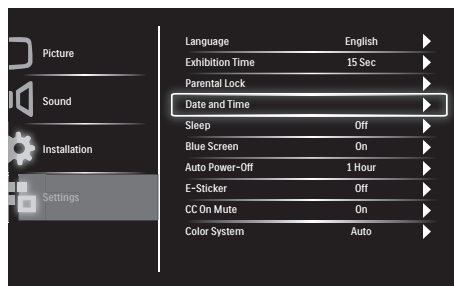 Picture
Sound
Installation
Settings
Language English
Exhibition Time 15 Sec
Parental Lock
Date and Time
Sleep Off
Blue Screen On
Auto Power-Off 1 Hour
E-Sticker Off
CC On Mute On
Color System Auto